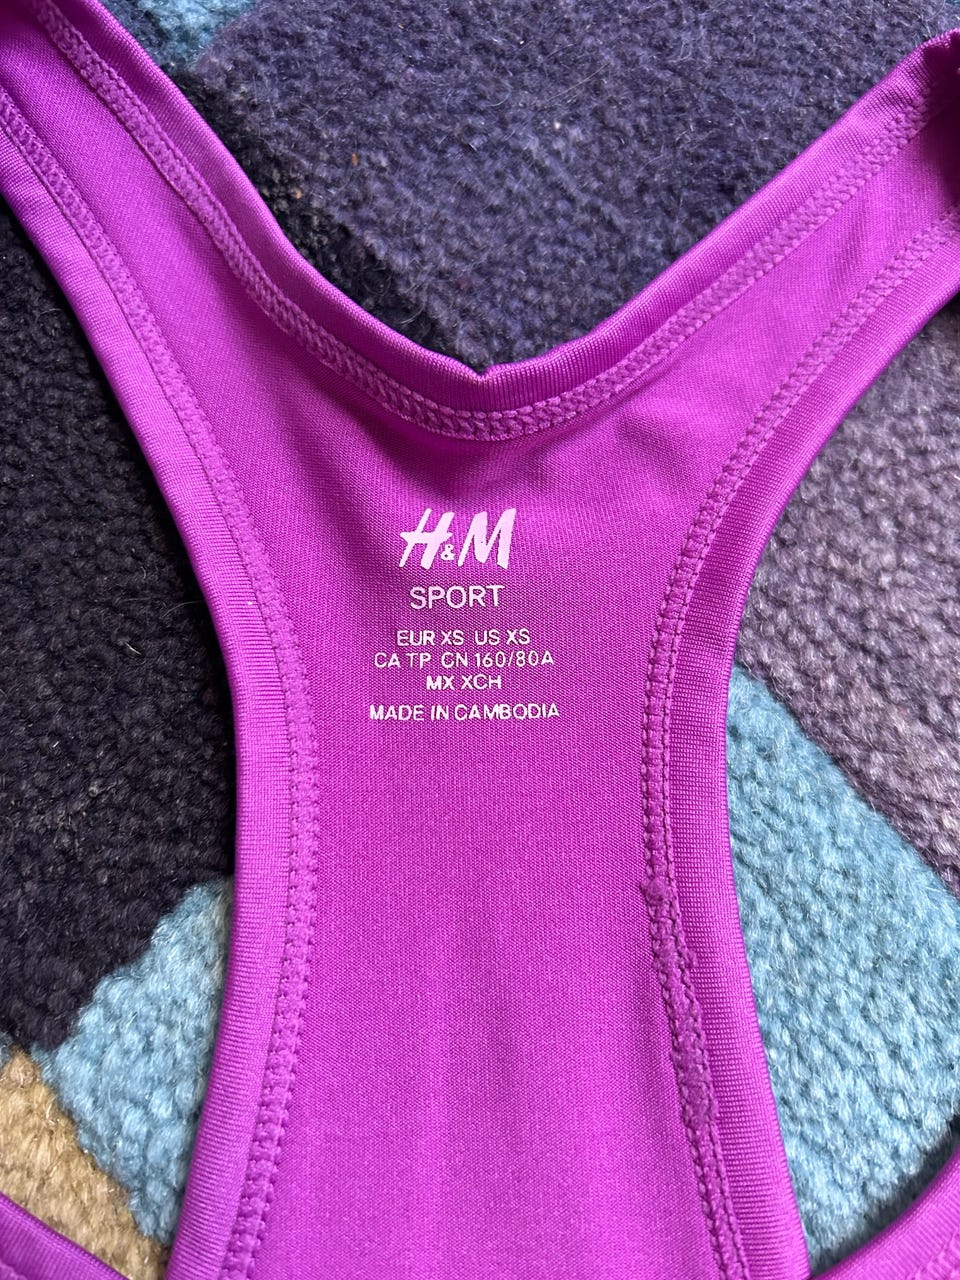 H&M
SPORT
EUR XS US XS
CA TP CN 160/80A
MX XCH
MADE IN CAMBODIA